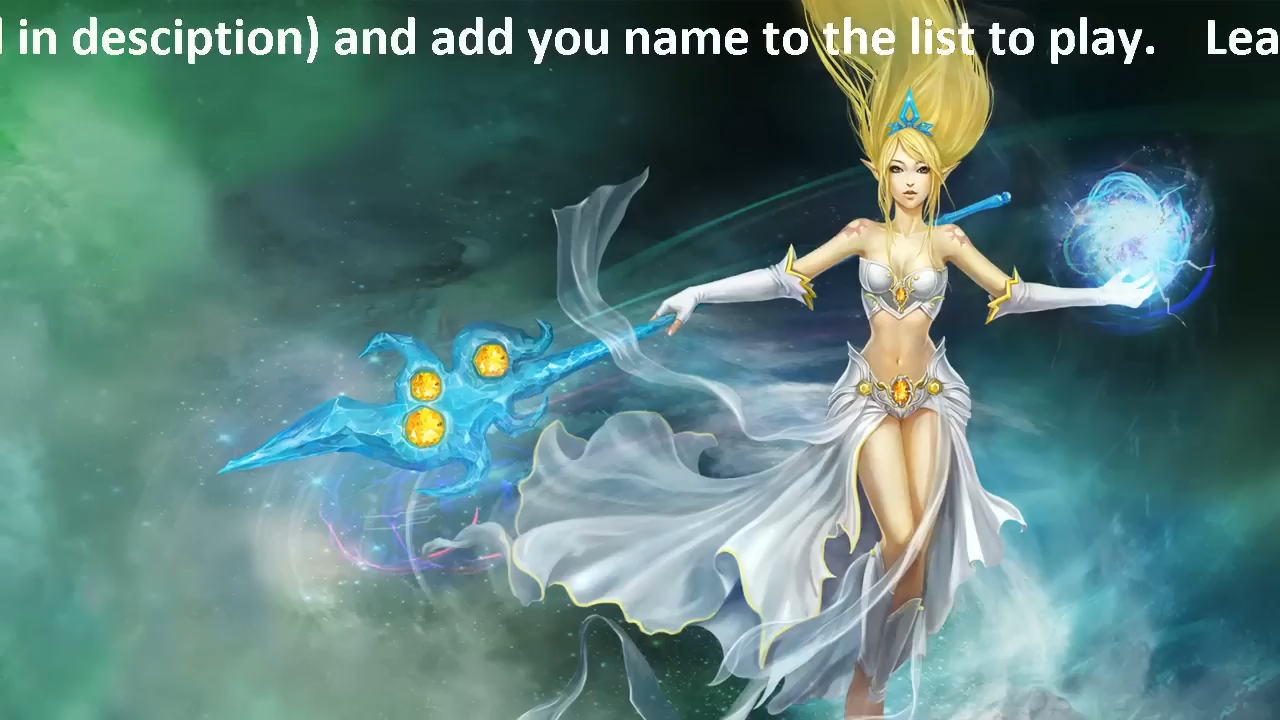 in desciption) and add you name to the list to play. Lea